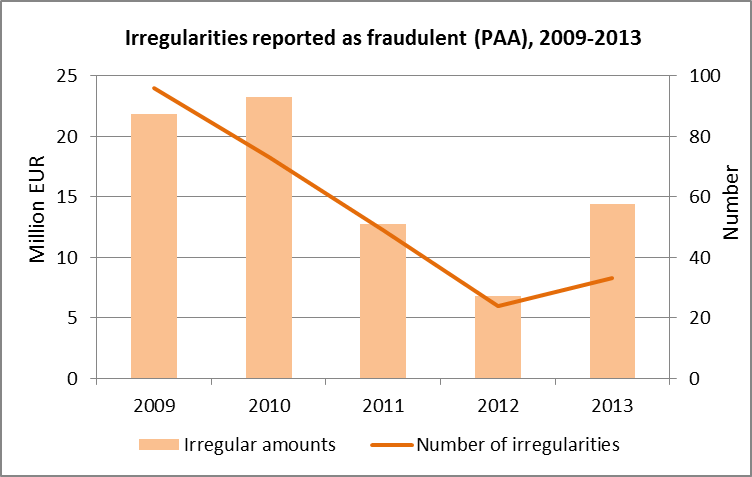 Irregularities reported as fraudulent (PAA), 2009-2013
25
20
15
10
5
0
Million EUR
100
80
60
40
20
0
Number
2009 2010 2011 2012 2013
Irregular amounts Number of irregularities